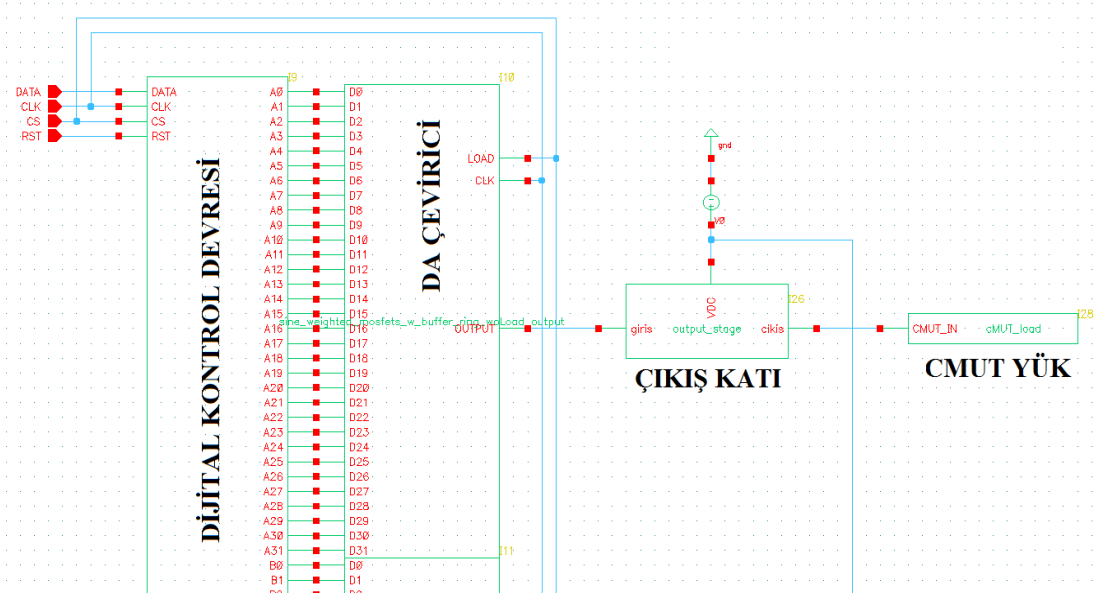 I9
I10
DATA
CLK
CS
RST
DATA
CLK
CS
RST
DİJİTAL KONTROL DEVRESİ
A0
A1
A2
A3
A4
A5
A6
A7
A8
A9
A10
A11
A12
A13
A14
A15
A16
A17
A18
A19
A20
A21
A22
A23
A24
A25
A26
A27
A28
A29
A30
A31
B0
B1
D0
D1
D2
D3
D4
D5
D6
D7
D8
D9
D10
D11
D12
D13
D14
D15
D16
D17
D18
D19
D20
D21
D22
D23
D24
D25
D26
D27
D28
D29
D30
D31
D0
D1
DA ÇEVİRİCİ
LOAD
CLK
OUTPUT
I11
gnd
V0
VDC
I26
giris output_stage cikis
ÇIKIŞ KATI
I28
CMUT_IN cMUT_load
CMUT YÜK